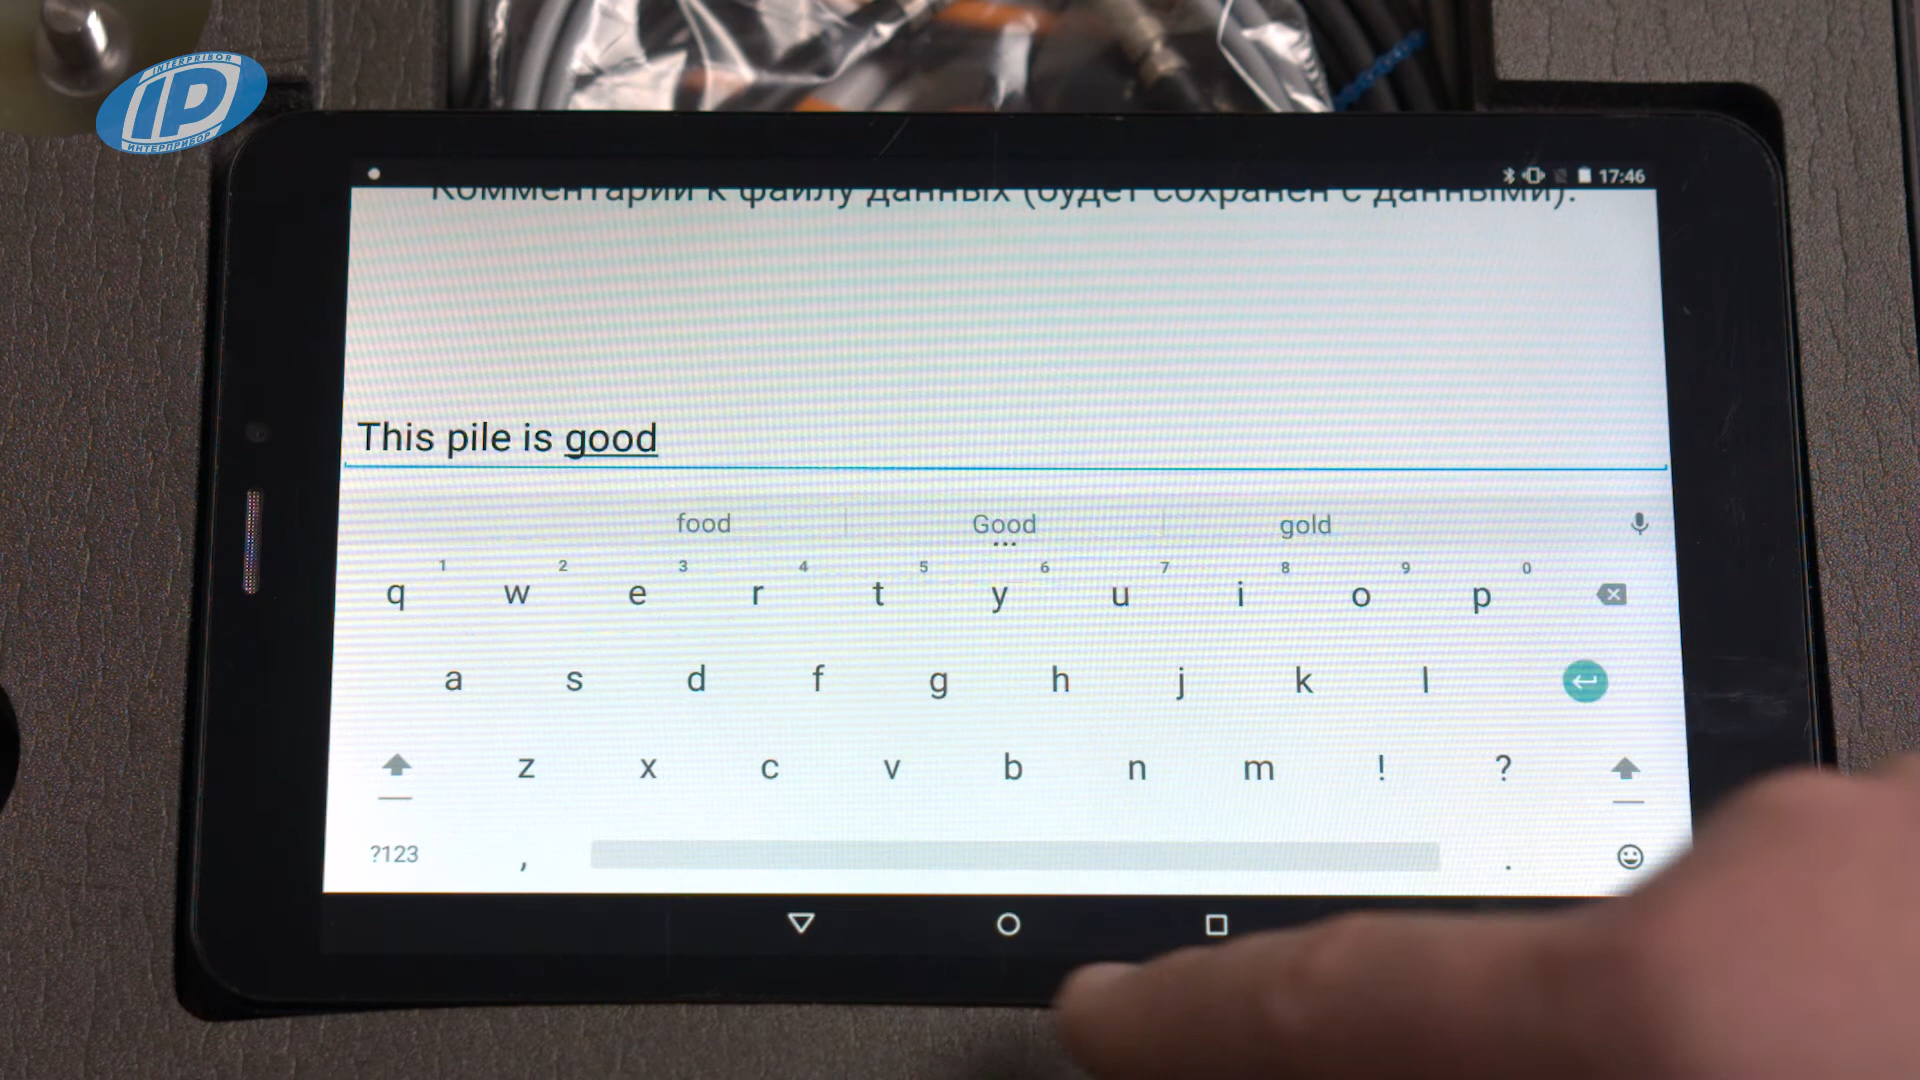 INTERPRIBOR
IP
ИНТЕРПРИБОР
17:46
Комментарии к файлу данных (будет сохранен с данными):
This pile is good
food Good gold
1 2 3 4 5 6 7 8 9 0
q w e r t y u i o p
a s d f g h j k l
z x c v b n m ! ?
?123 , .